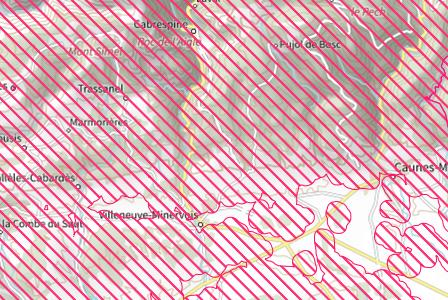 le Pech
Cabrespine
Roc de l'Aigle
Pujol de Bosc
Mont Simel
Trassanel
Marmorières
Caunes-M
Villeneuve-Minervois
la Combe du Saut